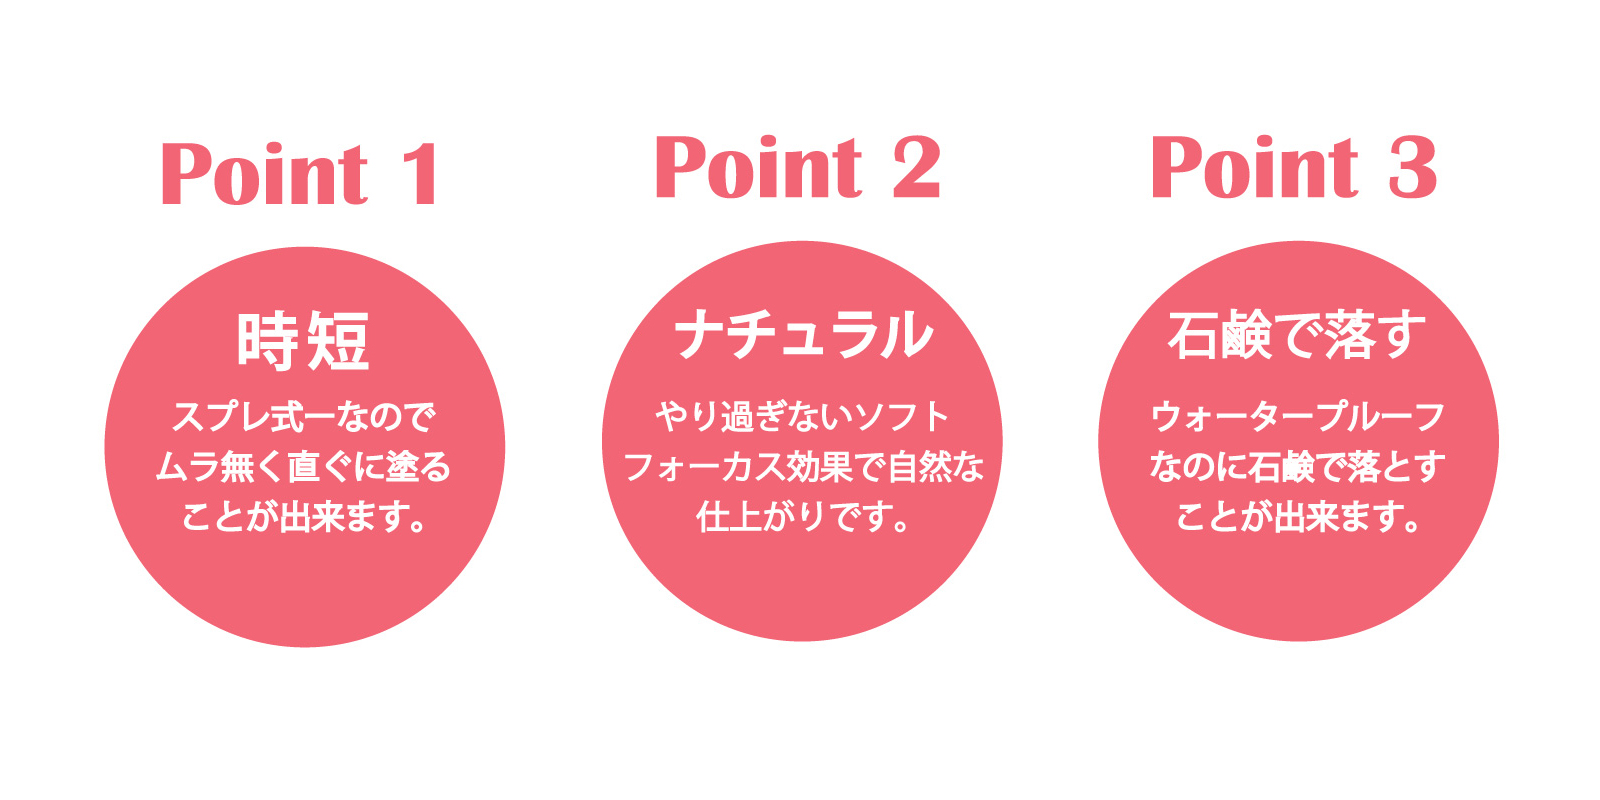 Point 1
時短
スプレ式ーなので
ムラ無く直ぐに塗る
ことが出来ます。
Point 2
ナチュラル
やり過ぎないソフト
フォーカス効果で自然な
仕上がりです。
Point 3
石鹸で落す
ウォータープルーフ
なのに石鹸で落とす
ことが出来ます。